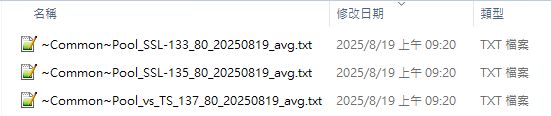 名稱 修改日期 類型
~Common~Pool_SSL-133_80_20250819_avg.txt 2025/8/19 上午 09:20 TXT 檔案
~Common~Pool_SSL-135_80_20250819_avg.txt 2025/8/19 上午 09:20 TXT 檔案
~Common~Pool_vs_TS_137_80_20250819_avg.txt 2025/8/19 上午 09:20 TXT 檔案